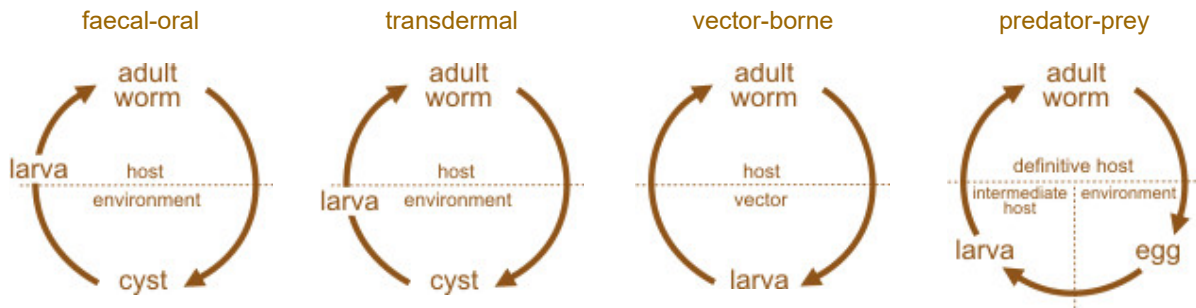 faecal-oral
adult
worm
larva
host
environment
cyst
transdermal
adult
worm
host
larva
environment
cyst
vector-borne
adult
worm
host
vector
larva
predator-prey
adult
worm
definitive host
intermediate
host
environment
larva
egg